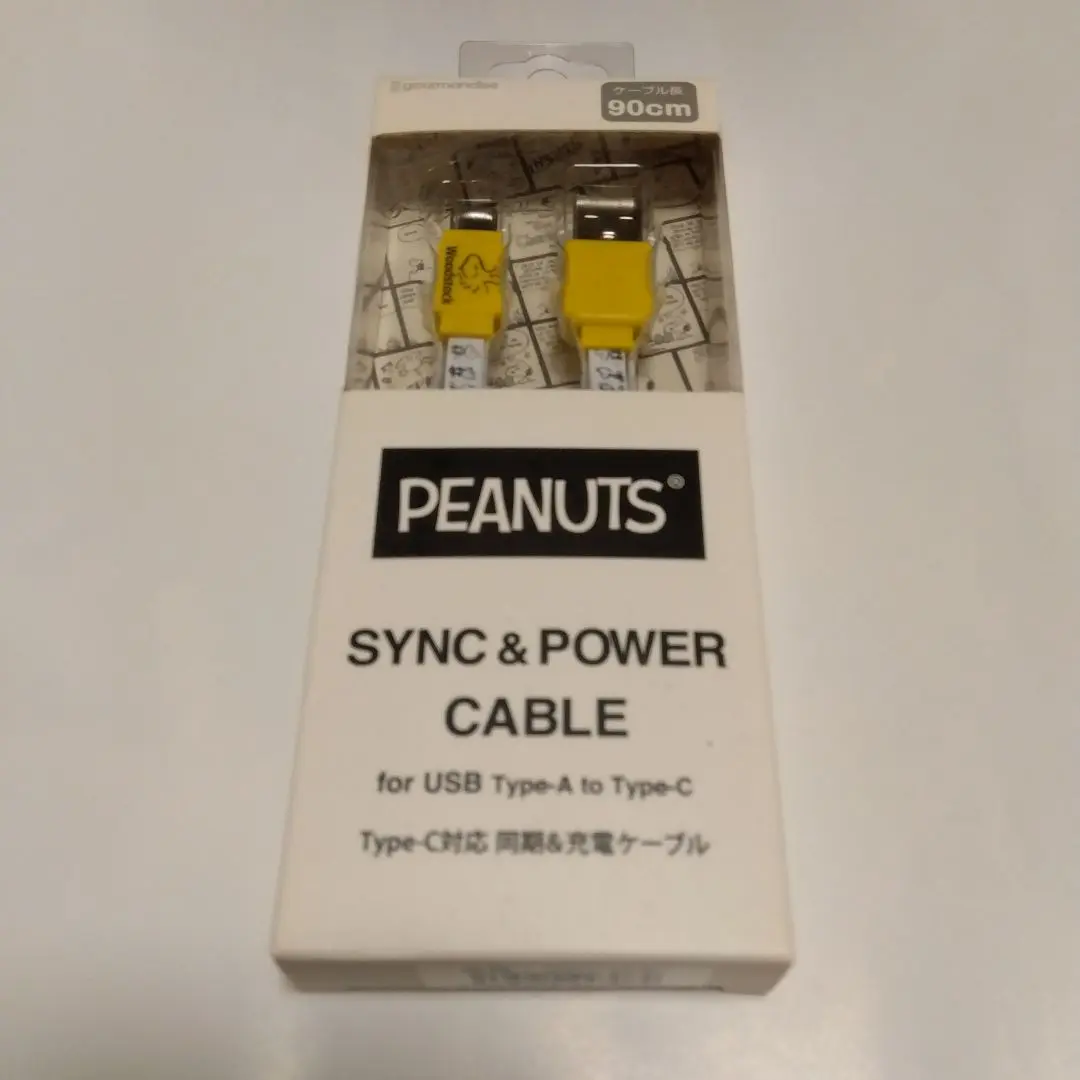 gourmandise
ケーブル長
90cm
Woodstock
PEANUTS®
SYNC & POWER
CABLE
for USB Type-A to Type-C
Type-C対応 同期&充電ケーブル